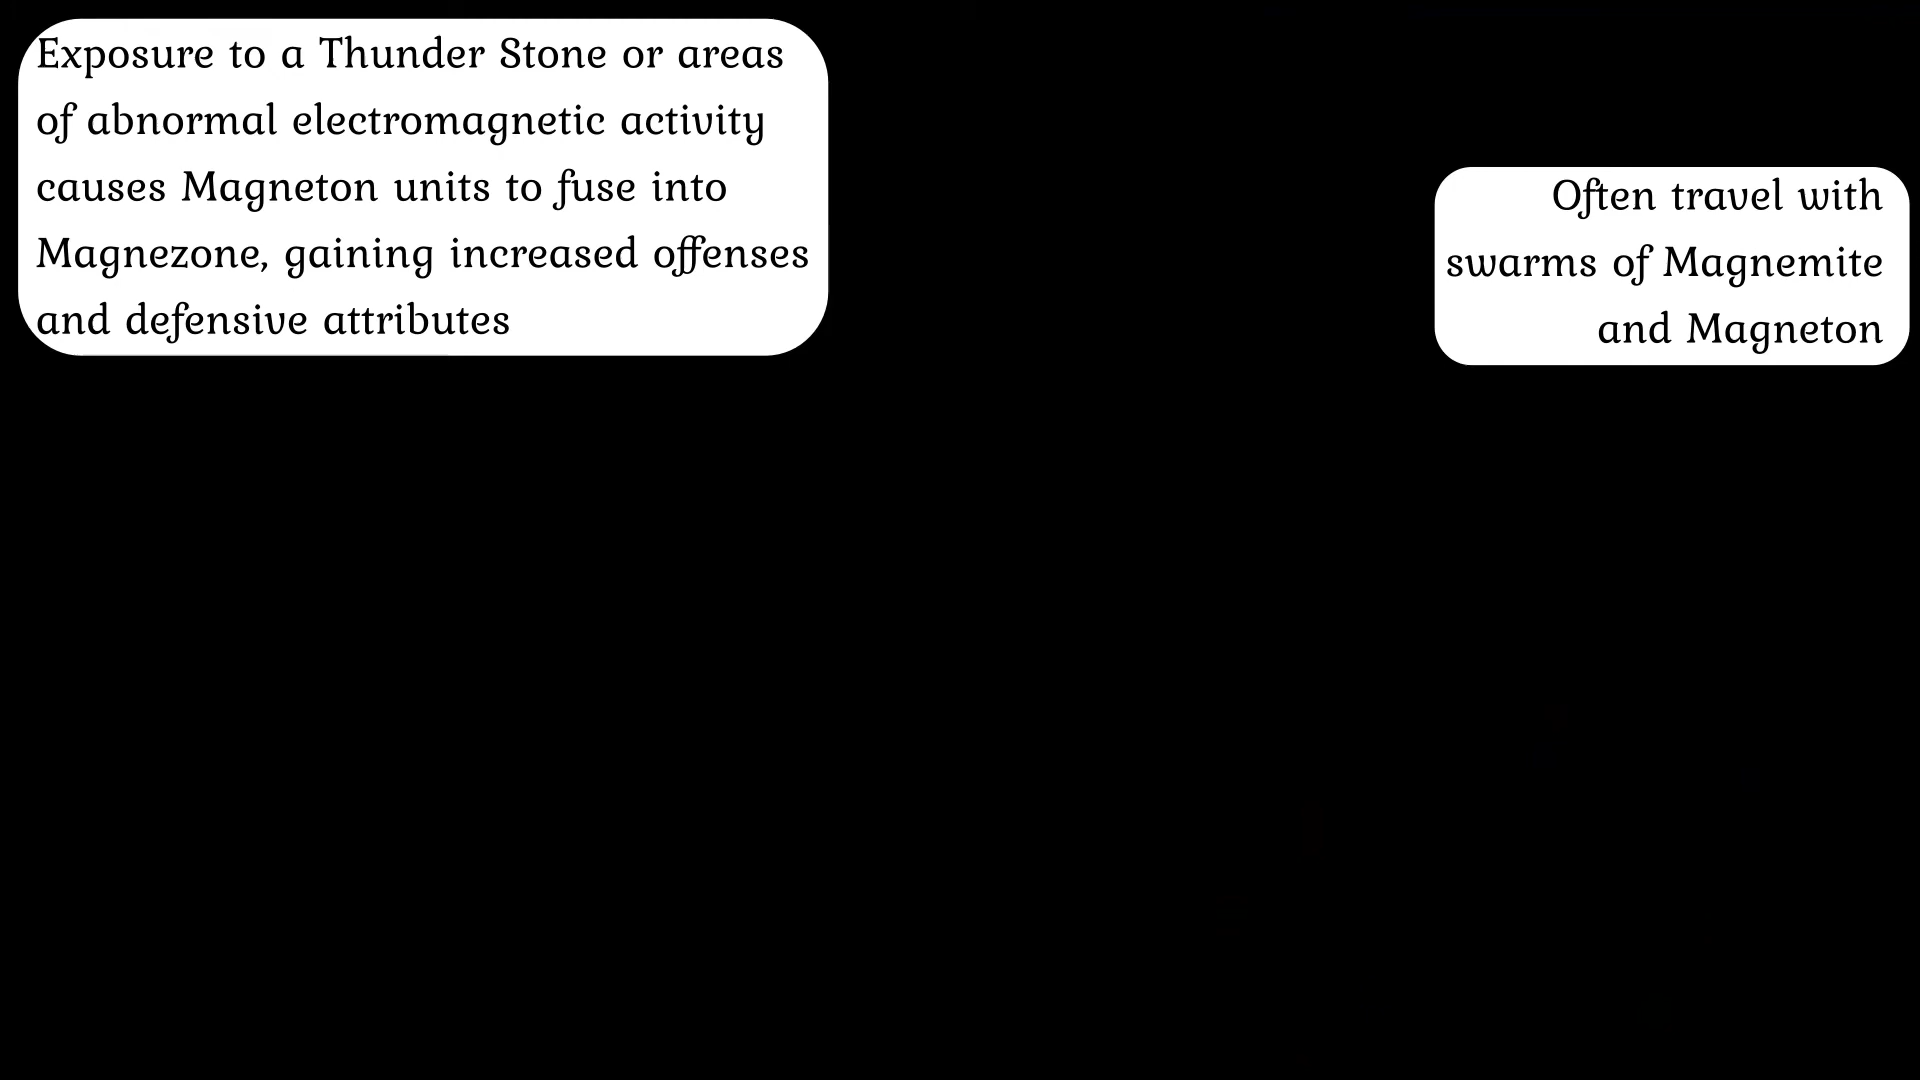 Exposure to a Thunder Stone or areas
of abnormal electromagnetic activity
causes Magneton units to fuse into
Magnezone, gaining increased offenses
and defensive attributes
Often travel with
swarms of Magnemite
and Magneton